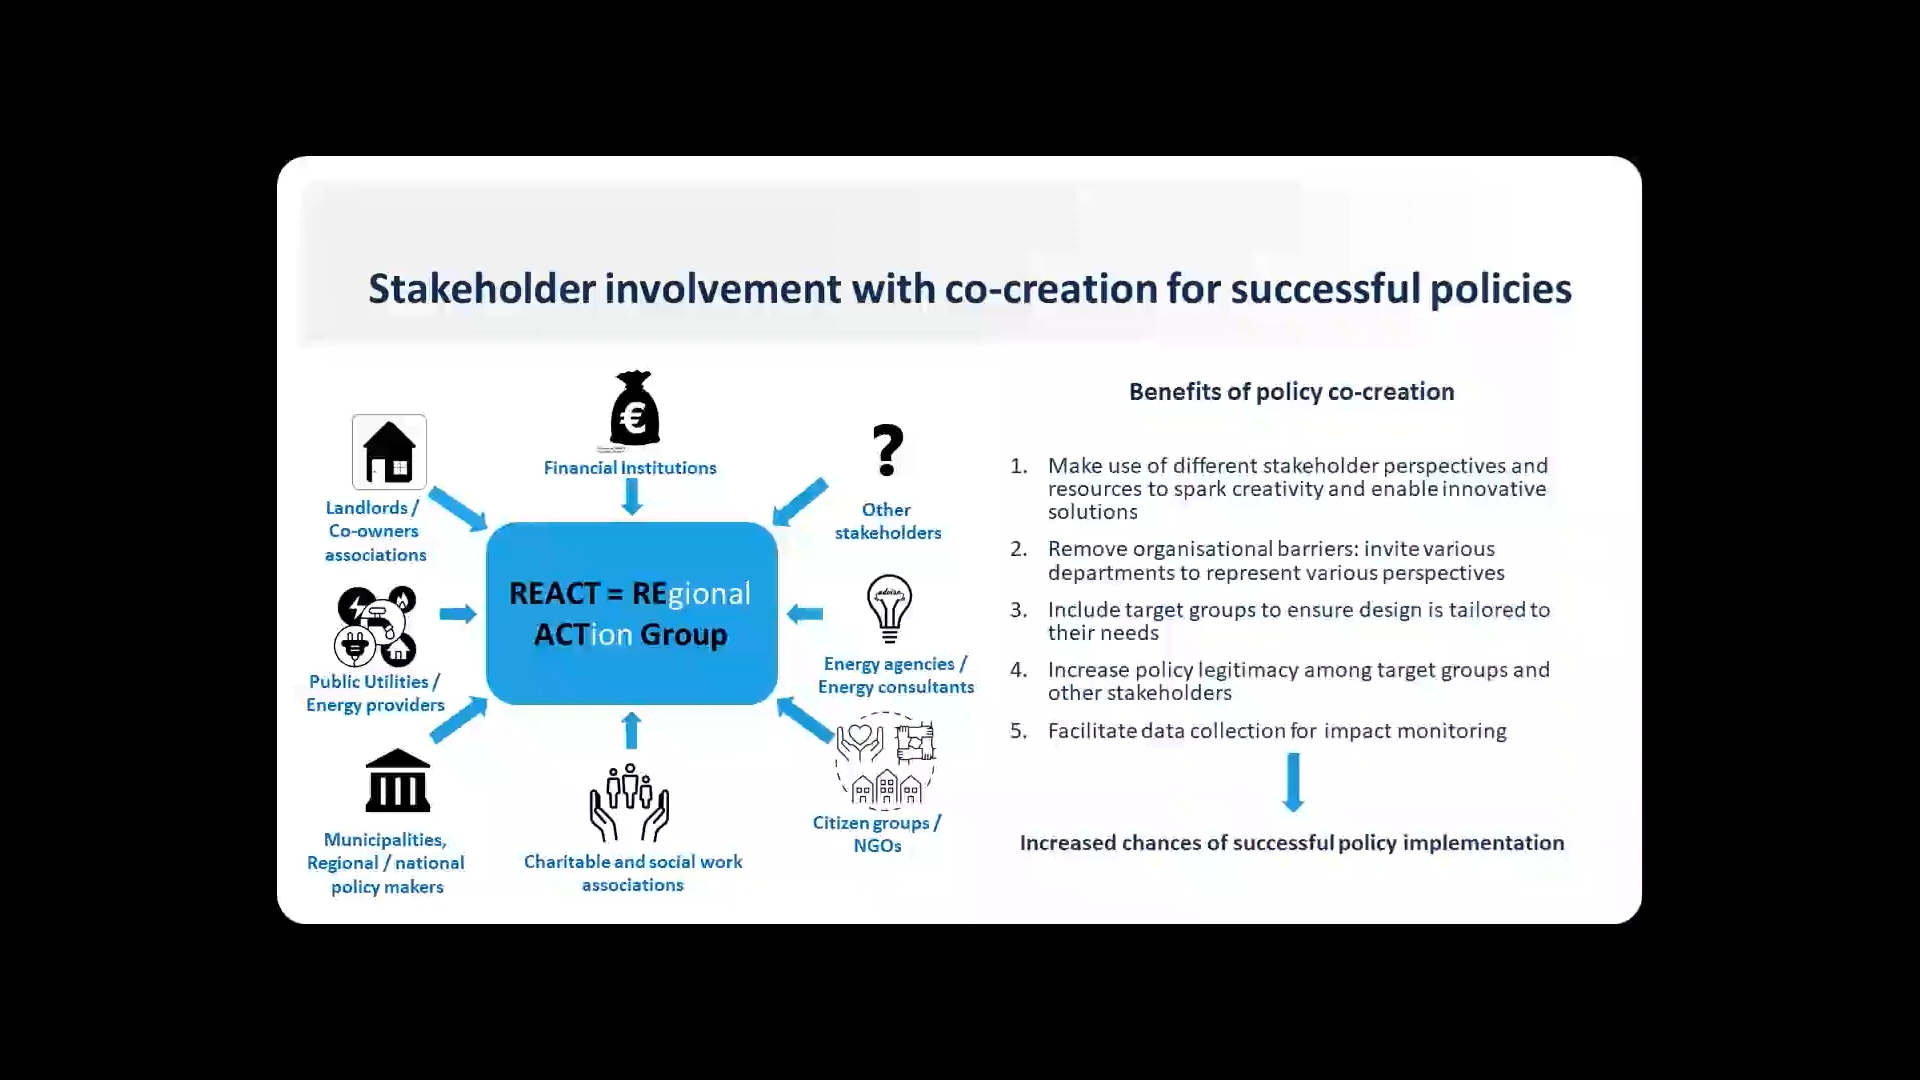 Stakeholder involvement with co-creation for successful policies
Financial Institutions
Landlords /
Co-owners
associations
Other
stakeholders
REACT = REgional
ACTion Group
Public Utilities /
Energy providers
advise
Energy agencies /
Energy consultants
Municipalities,
Regional / national
policy makers
Charitable and social work
associations
Citizen groups /
NGOs
Benefits of policy co-creation
1. Make use of different stakeholder perspectives and
resources to spark creativity and enable innovative
solutions
2. Remove organisational barriers: invite various
departments to represent various perspectives
3. Include target groups to ensure design is tailored to
their needs
4. Increase policy legitimacy among target groups and
other stakeholders
5. Facilitate data collection for impact monitoring
Increased chances of successful policy implementation